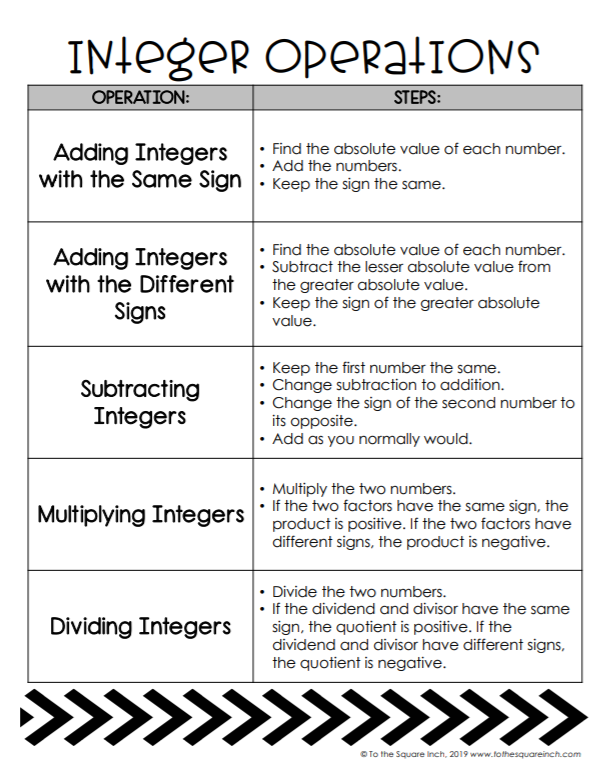 Integer Operations
OPERATION:
STEPS:
Adding Integers
with the Same Sign
• Find the absolute value of each number.
• Add the numbers.
• Keep the sign the same.
Adding Integers
with the Different
Signs
• Find the absolute value of each number.
• Subtract the lesser absolute value from
the greater absolute value.
• Keep the sign of the greater absolute
value.
Subtracting
Integers
• Keep the first number the same.
• Change subtraction to addition.
• Change the sign of the second number to
its opposite.
• Add as you normally would.
Multiplying Integers
• Multiply the two numbers.
• If the two factors have the same sign, the
product is positive. If the two factors have
different signs, the product is negative.
Dividing Integers
• Divide the two numbers.
• If the dividend and divisor have the same
sign, the quotient is positive. If the
dividend and divisor have different signs,
the quotient is negative.
© To the Square Inch, 2019 www.tothesquareinch.com